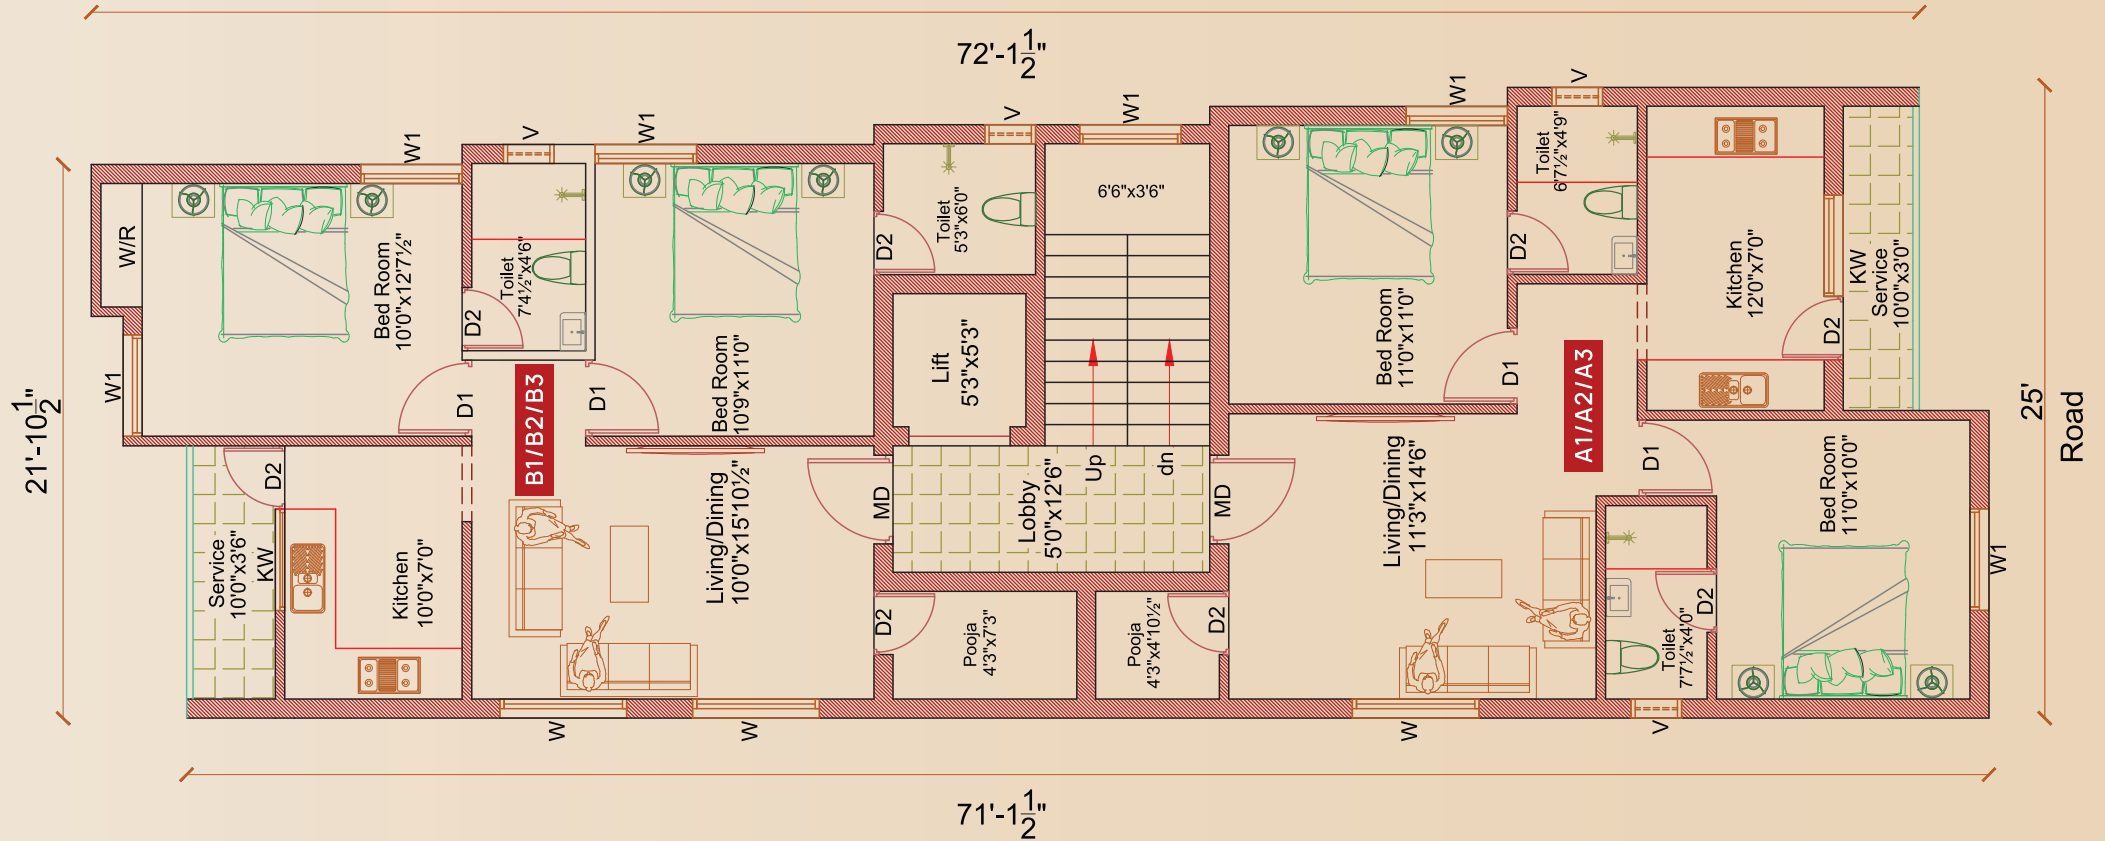 72'-1 1/2"
W1
V
W1
V
W1
W1
V
W/R
Bed Room
10'0"x12'7½"
D2
Toilet
7'4½"x4'6"
Bed Room
10'9"x11'0"
D2
Toilet
5'3"x6'0"
6'6"x3'6"
Bed Room
11'0"x11'0"
D2
Toilet
6'7½"x4'9"
Kitchen
12'0"x7'0"
D2
KW
Service
10'0"x3'0"
21'-10 1/2"
W1
D1
B1/B2/B3
D1
Lift
5'3"x5'3"
D1
A1/A2/A3
25'
Road
D2
Service
10'0"x3'6"
KW
Kitchen
10'0"x7'0"
Living/Dining
10'0"x15'10½"
MD
Lobby
5'0"x12'6"
Up
dn
MD
Living/Dining
11'3"x14'6"
D1
Bed Room
11'0"x10'0"
W1
D2
Pooja
4'3"x7'3"
Pooja
4'3"x4'10½"
D2
Toilet
7'7½"x4'0"
D2
W
W
W
V
71'-1 1/2"